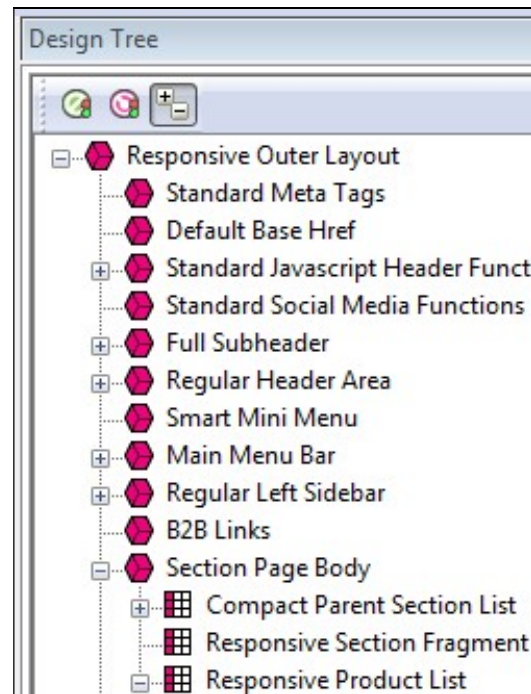 Design Tree
Responsive Outer Layout
Standard Meta Tags
Default Base Href
Standard Javascript Header Funct
Standard Social Media Functions
Full Subheader
Regular Header Area
Smart Mini Menu
Main Menu Bar
Regular Left Sidebar
B2B Links
Section Page Body
Compact Parent Section List
Responsive Section Fragment
Responsive Product List